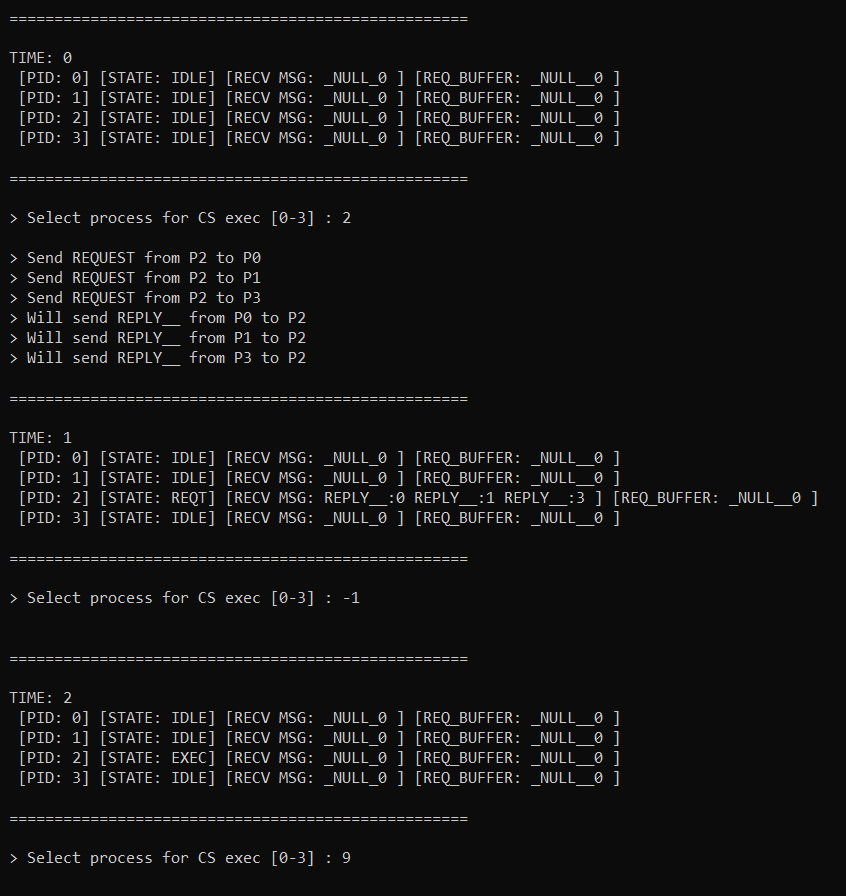 ===================================================
TIME: 0
[PID: 0] [STATE: IDLE] [RECV MSG: _NULL_0 ] [REQ_BUFFER: _NULL__0 ]
[PID: 1] [STATE: IDLE] [RECV MSG: _NULL_0 ] [REQ_BUFFER: _NULL__0 ]
[PID: 2] [STATE: IDLE] [RECV MSG: _NULL_0 ] [REQ_BUFFER: _NULL__0 ]
[PID: 3] [STATE: IDLE] [RECV MSG: _NULL_0 ] [REQ_BUFFER: _NULL__0 ]
===================================================
> Select process for CS exec [0-3] : 2
> Send REQUEST from P2 to P0
> Send REQUEST from P2 to P1
> Send REQUEST from P2 to P3
> Will send REPLY__ from P0 to P2
> Will send REPLY__ from P1 to P2
> Will send REPLY__ from P3 to P2
===================================================
TIME: 1
[PID: 0] [STATE: IDLE] [RECV MSG: _NULL_0 ] [REQ_BUFFER: _NULL__0 ]
[PID: 1] [STATE: IDLE] [RECV MSG: _NULL_0 ] [REQ_BUFFER: _NULL__0 ]
[PID: 2] [STATE: REQT] [RECV MSG: REPLY__:0 REPLY__:1 REPLY__:3 ] [REQ_BUFFER: _NULL__0 ]
[PID: 3] [STATE: IDLE] [RECV MSG: _NULL_0 ] [REQ_BUFFER: _NULL__0 ]
===================================================
> Select process for CS exec [0-3] : -1
===================================================
TIME: 2
[PID: 0] [STATE: IDLE] [RECV MSG: _NULL_0 ] [REQ_BUFFER: _NULL__0 ]
[PID: 1] [STATE: IDLE] [RECV MSG: _NULL_0 ] [REQ_BUFFER: _NULL__0 ]
[PID: 2] [STATE: EXEC] [RECV MSG: _NULL_0 ] [REQ_BUFFER: _NULL__0 ]
[PID: 3] [STATE: IDLE] [RECV MSG: _NULL_0 ] [REQ_BUFFER: _NULL__0 ]
===================================================
> Select process for CS exec [0-3] : 9